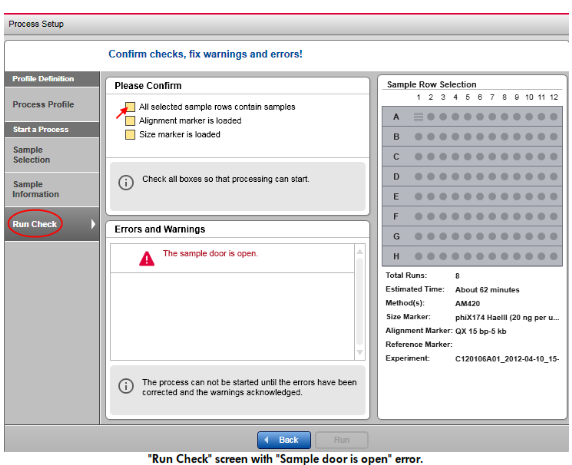 Process Setup
Confirm checks, fix warnings and errors!
Profile Definition
Process Profile
Start a Process
Sample
Selection
Sample
Information
Run Check
Please Confirm
All selected sample rows contain samples
Alignment marker is loaded
Size marker is loaded
Check all boxes so that processing can start.
Errors and Warnings
The sample door is open.
The process can not be started until the errors have been
corrected and the warnings acknowledged.
Sample Row Selection
1 2 3 4 5 6 7 8 9 10 11 12
A
B
C
D
E
F
G
H
Total Runs: 8
Estimated Time: About 62 minutes
Method(s): AM420
Size Marker: phiX174 HaeIII (20 ng per u...
Alignment Marker: QX 15 bp-5 kb
Reference Marker:
Experiment: C120106A01_2012-04-10_15-
Back
Run
"Run Check" screen with "Sample door is open" error.